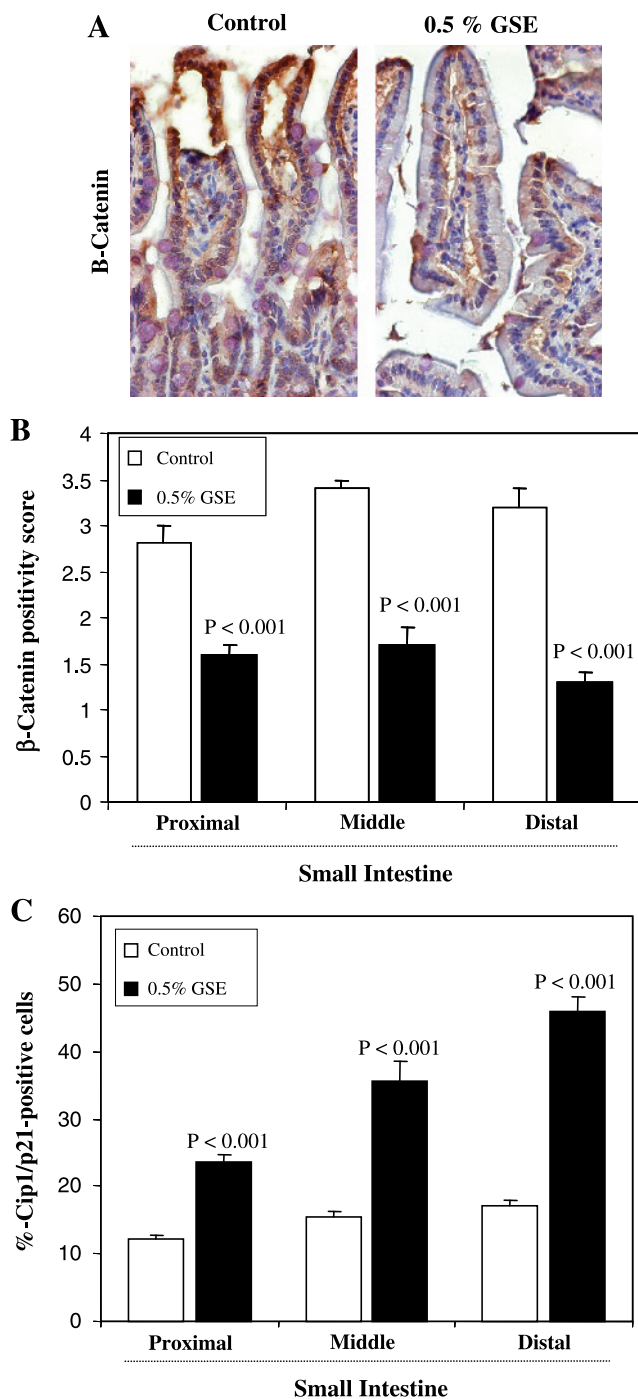 A
Control
0.5 % GSE
B-Catenin
B
β-Catenin positivity score
4
3.5
3
2.5
2
1.5
1
0.5
0
Control
0.5% GSE
P < 0.001
P < 0.001
P < 0.001
Proximal
Middle
Distal
Small Intestine
C
%-Cip1/p21-positive cells
60
50
40
30
20
10
0
Control
0.5% GSE
P < 0.001
P < 0.001
P < 0.001
Proximal
Middle
Distal
Small Intestine